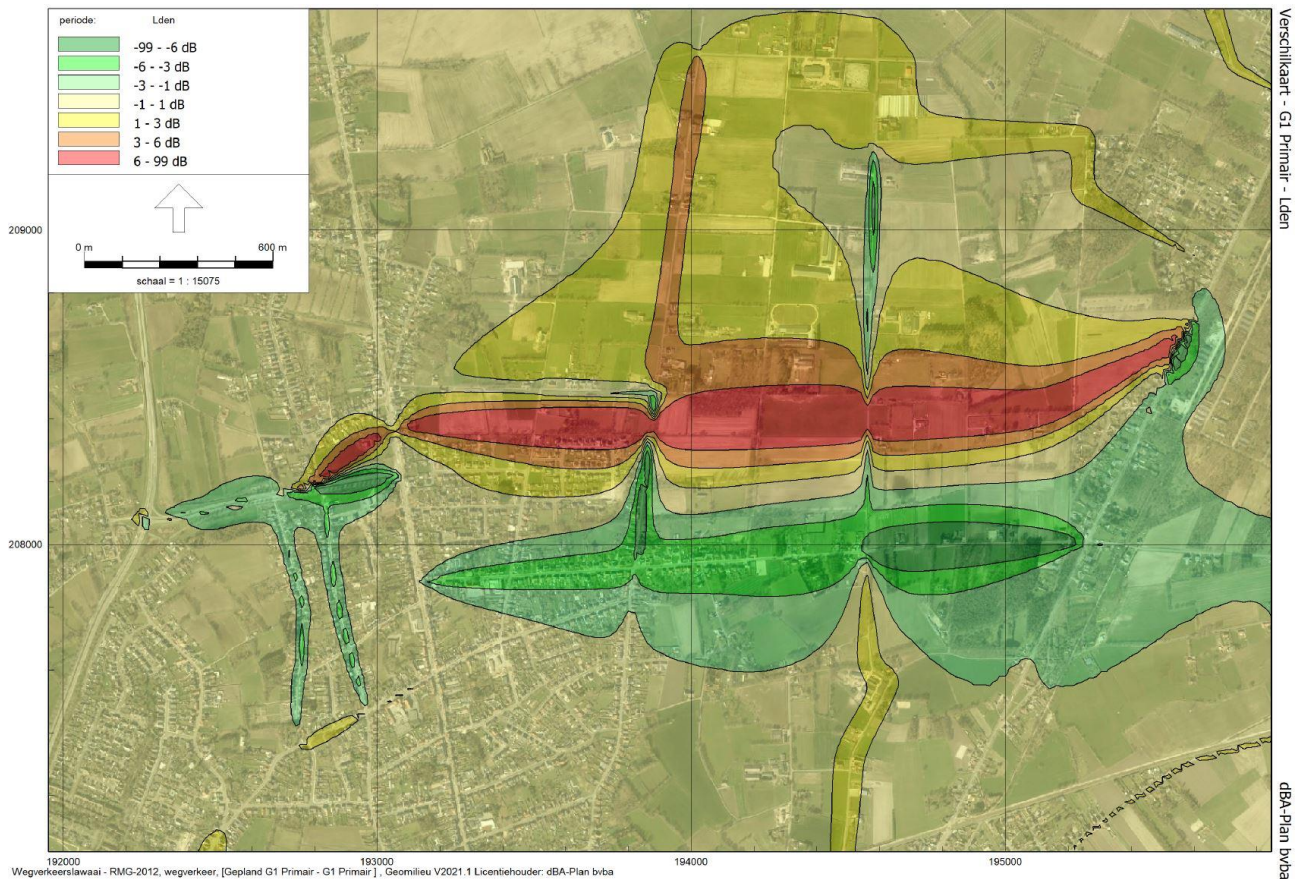 periode: Lden
-99 - -6 dB
-6 - -3 dB
-3 - -1 dB
-1 - 1 dB
1 - 3 dB
3 - 6 dB
6 - 99 dB
0 m 600 m
schaal = 1 : 15075
209000
208000
192000 193000 194000 195000
Wegverkeerslawaai - RMG-2012, wegverkeer, [Gepland G1 Primair - G1 Primair ] , Geomilieu V2021.1 Licentiehouder: dBA-Plan bvba
Verschilkaart - G1 Primair - Lden
dBA-Plan bvba